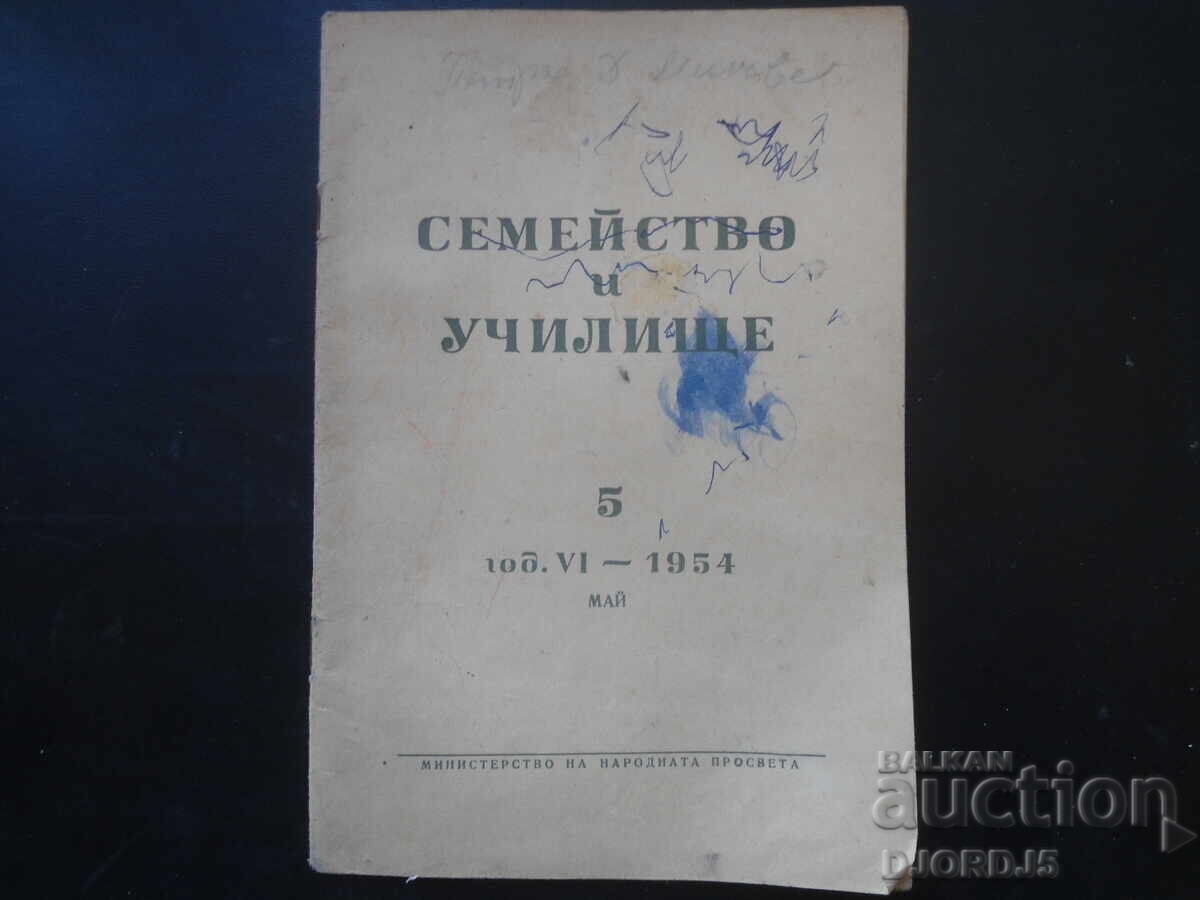 СЕМЕЙСТВО
и
УЧИЛИЩЕ
5
год. VI — 1954
МАЙ
МИНИСТЕРСТВО НА НАРОДНАТА ПРОСВЕТА
BALKAN
auction
DJORDJ5